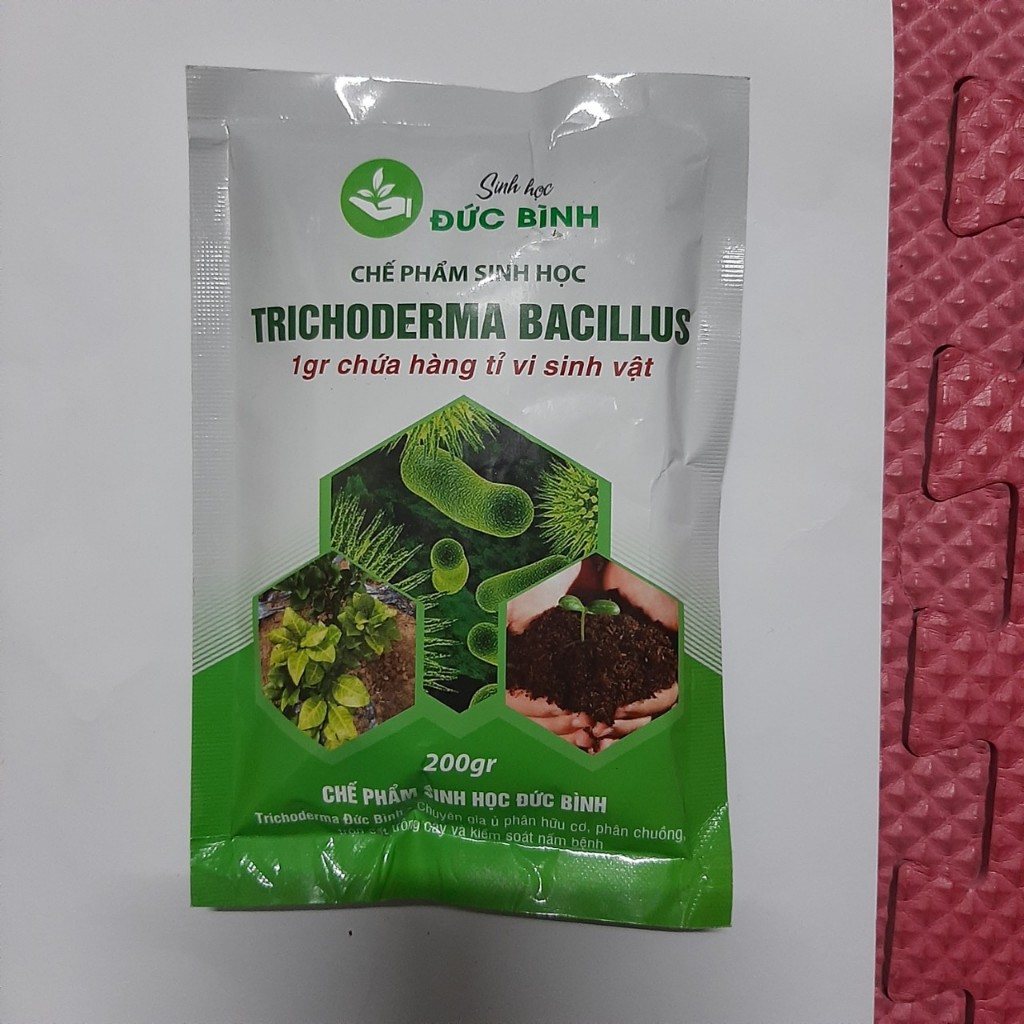 Sinh học
ĐỨC BÌNH
CHẾ PHẨM SINH HỌC
TRICHODERMA BACILLUS
1gr chứa hàng tỉ vi sinh vật
200gr
CHẾ PHẨM SINH HỌC ĐỨC BÌNH
Trichoderma Đức Bình - Chuyên gia ủ phân hữu cơ, phân chuồng,
trồng cây và kiểm soát nấm bệnh